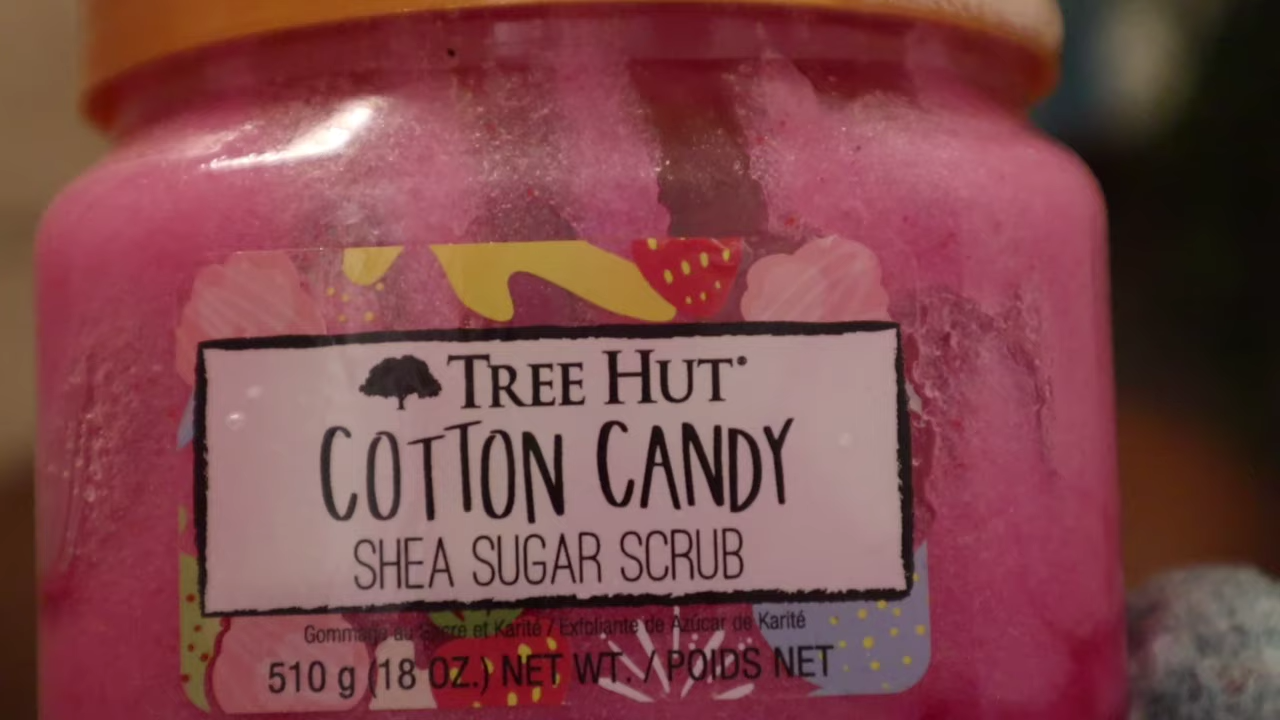 TREE HUT®
COTTON CANDY
SHEA SUGAR SCRUB
Gommage au Sucre et Karité / Exfoliante de Azúcar de Karité
510 g (18 OZ.) NET WT. / POIDS NET